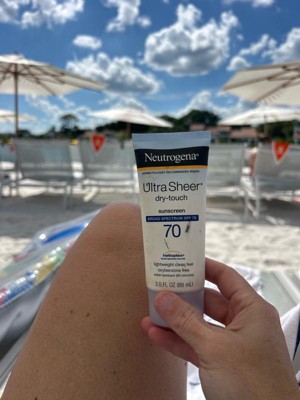 Neutrogena®
Ultra Sheer®
dry-touch
sunscreen
BROAD SPECTRUM SPF 70
70
helioplex®
lightweight clean feel
oxybenzone free
3.0 FL OZ (88 mL)